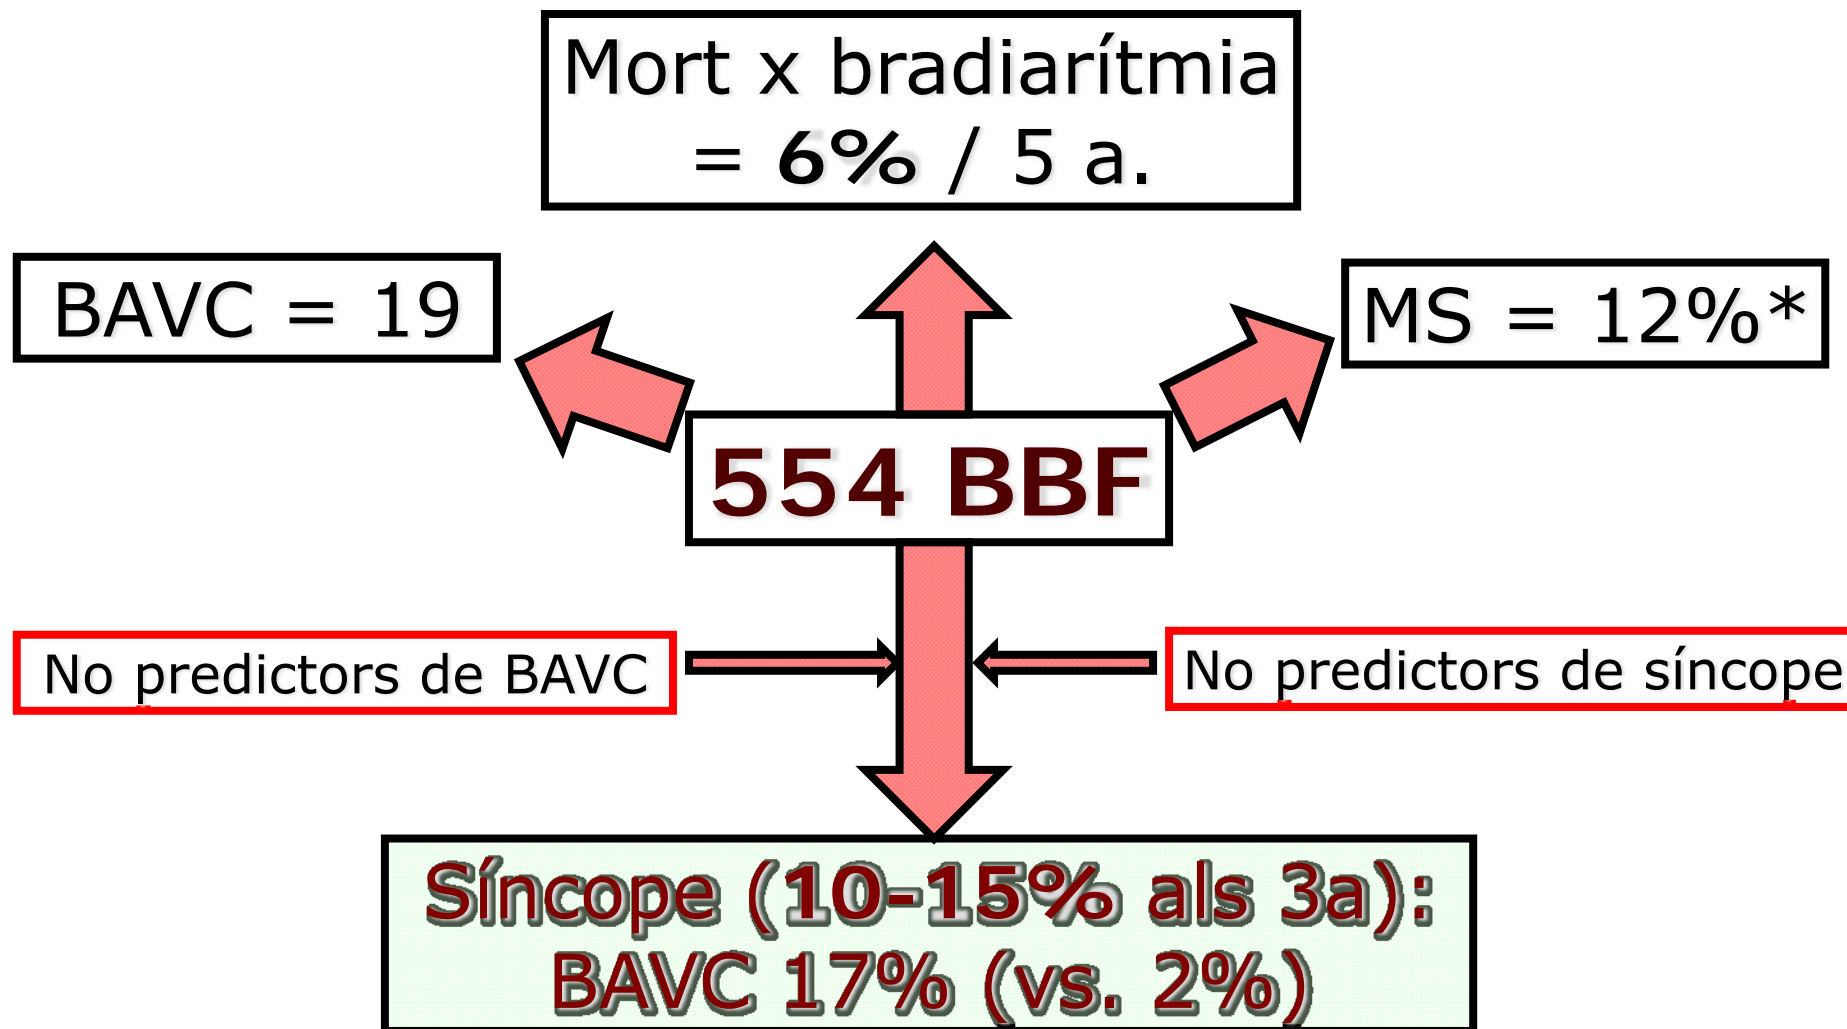 Mort x bradiarítmia
= 6% / 5 a.
BAVC = 19
MS = 12%*
554 BBF
No predictors de BAVC
No predictors de síncope
Síncope (10-15% als 3a):
BAVC 17% (vs. 2%)